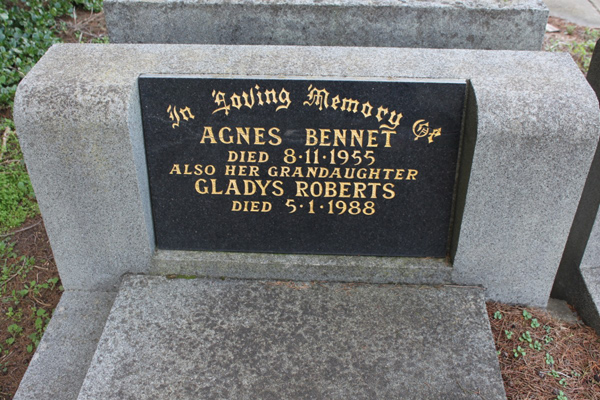 In Loving Memory Of
AGNES BENNET
DIED 8·11·1955
ALSO HER GRANDAUGHTER
GLADYS ROBERTS
DIED 5·1·1988